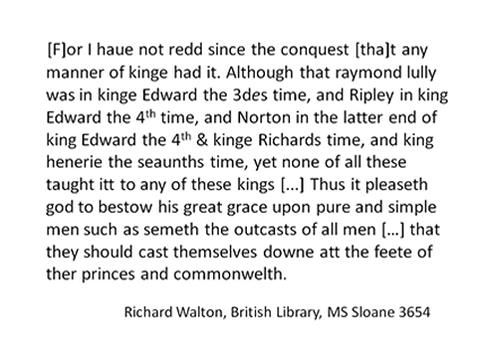 [F]or I haue not redd since the conquest [tha]t any
manner of kinge had it. Although that raymond lully
was in kinge Edward the 3des time, and Ripley in king
Edward the 4th time, and Norton in the latter end of
king Edward the 4th & kinge Richards time, and king
henerie the seaunths time, yet none of all these
taught itt to any of these kings [...] Thus it pleaseth
god to bestow his great grace upon pure and simple
men such as semeth the outcasts of all men [...] that
they should cast themselves downe att the feete of
ther princes and commonwelth.
Richard Walton, British Library, MS Sloane 3654